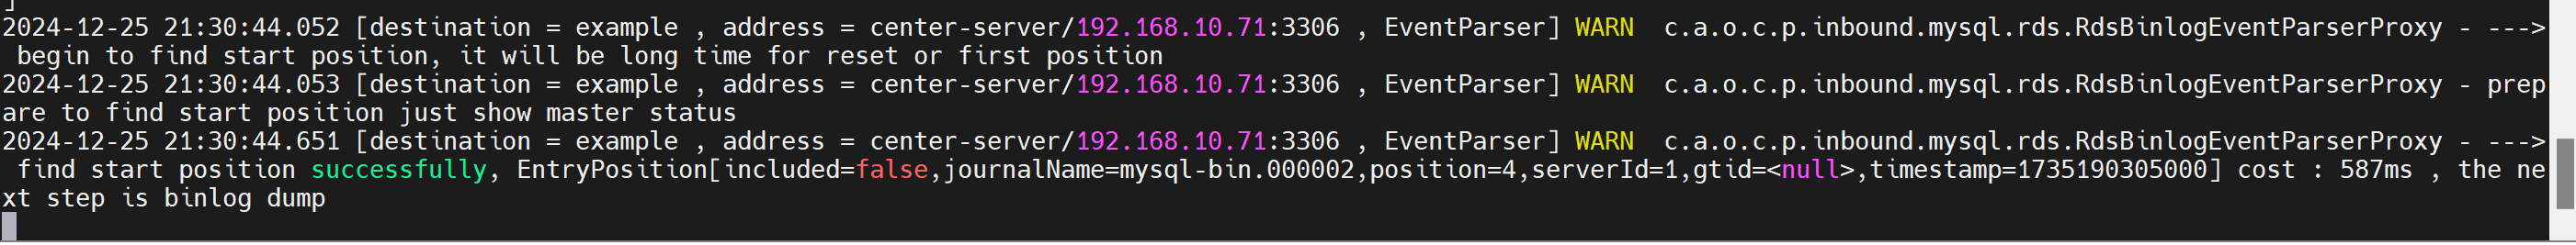 ]
2024-12-25 21:30:44.052 [destination = example , address = center-server/192.168.10.71:3306 , EventParser] WARN  c.a.o.c.p.inbound.mysql.rds.RdsBinlogEventParserProxy - --->
 begin to find start position, it will be long time for reset or first position
2024-12-25 21:30:44.053 [destination = example , address = center-server/192.168.10.71:3306 , EventParser] WARN  c.a.o.c.p.inbound.mysql.rds.RdsBinlogEventParserProxy - prep
are to find start position just show master status
2024-12-25 21:30:44.651 [destination = example , address = center-server/192.168.10.71:3306 , EventParser] WARN  c.a.o.c.p.inbound.mysql.rds.RdsBinlogEventParserProxy - --->
 find start position successfully, EntryPosition[included=false,journalName=mysql-bin.000002,position=4,serverId=1,gtid=<null>,timestamp=1735190305000] cost : 587ms , the ne
xt step is binlog dump